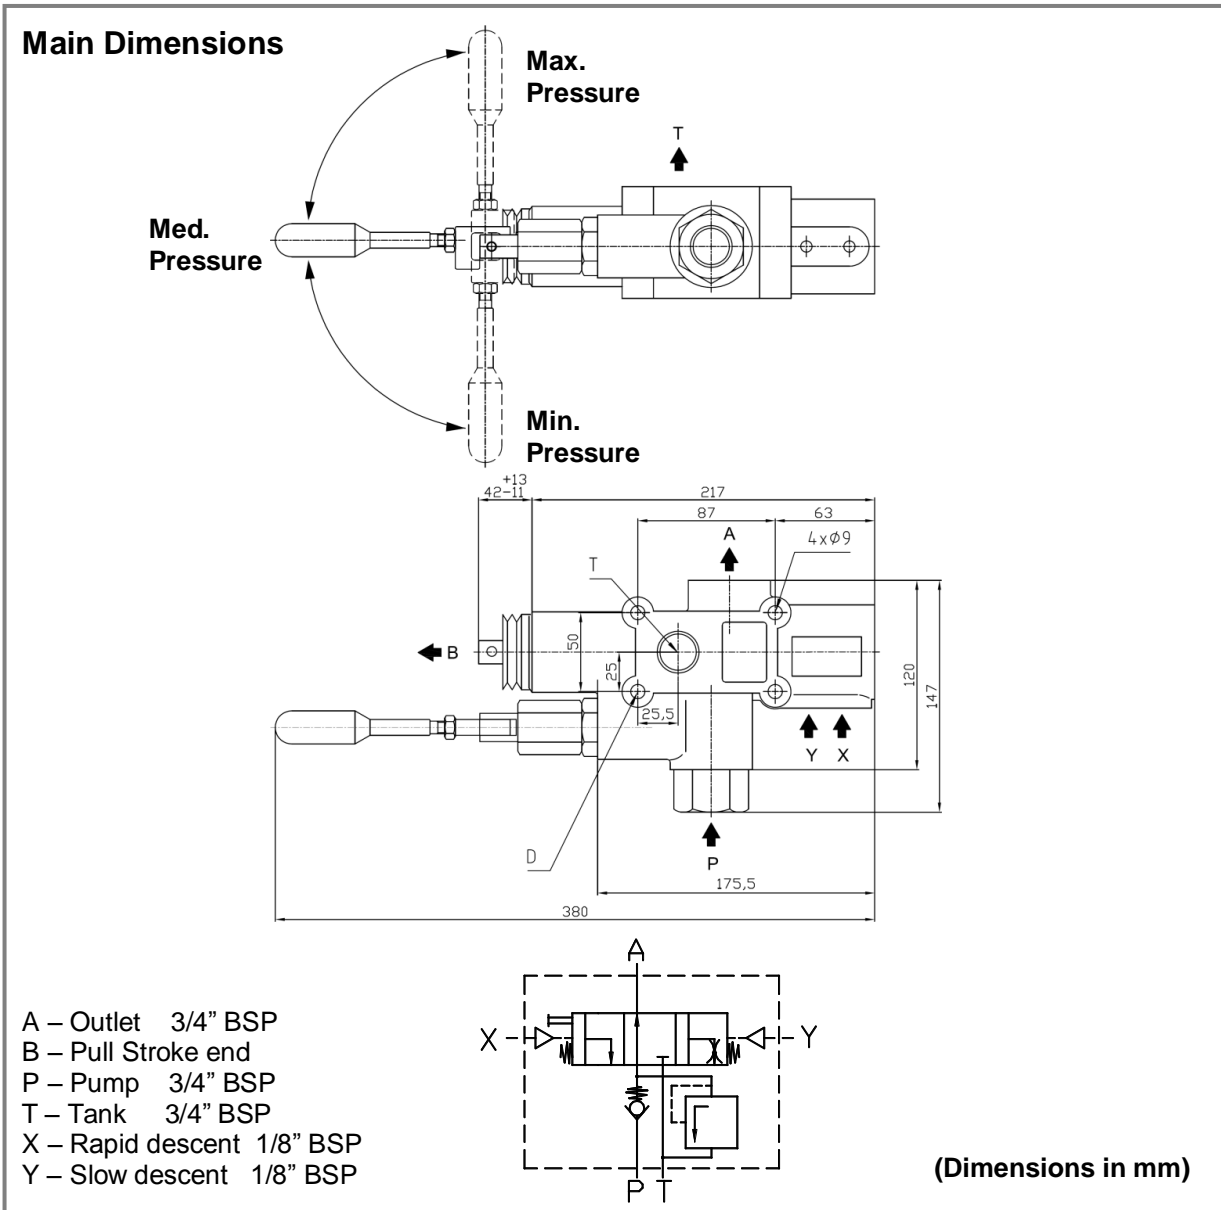 Main Dimensions
Max.
Pressure
T
Med.
Pressure
Min.
Pressure
+13
42-11
217
87
63
A
4xØ9
T
B
50
25
25,5
120
147
Y X
D
P
175,5
380
A
X
Y
P T
A – Outlet 3/4” BSP
B – Pull Stroke end
P – Pump 3/4” BSP
T – Tank 3/4” BSP
X – Rapid descent 1/8” BSP
Y – Slow descent 1/8” BSP
(Dimensions in mm)